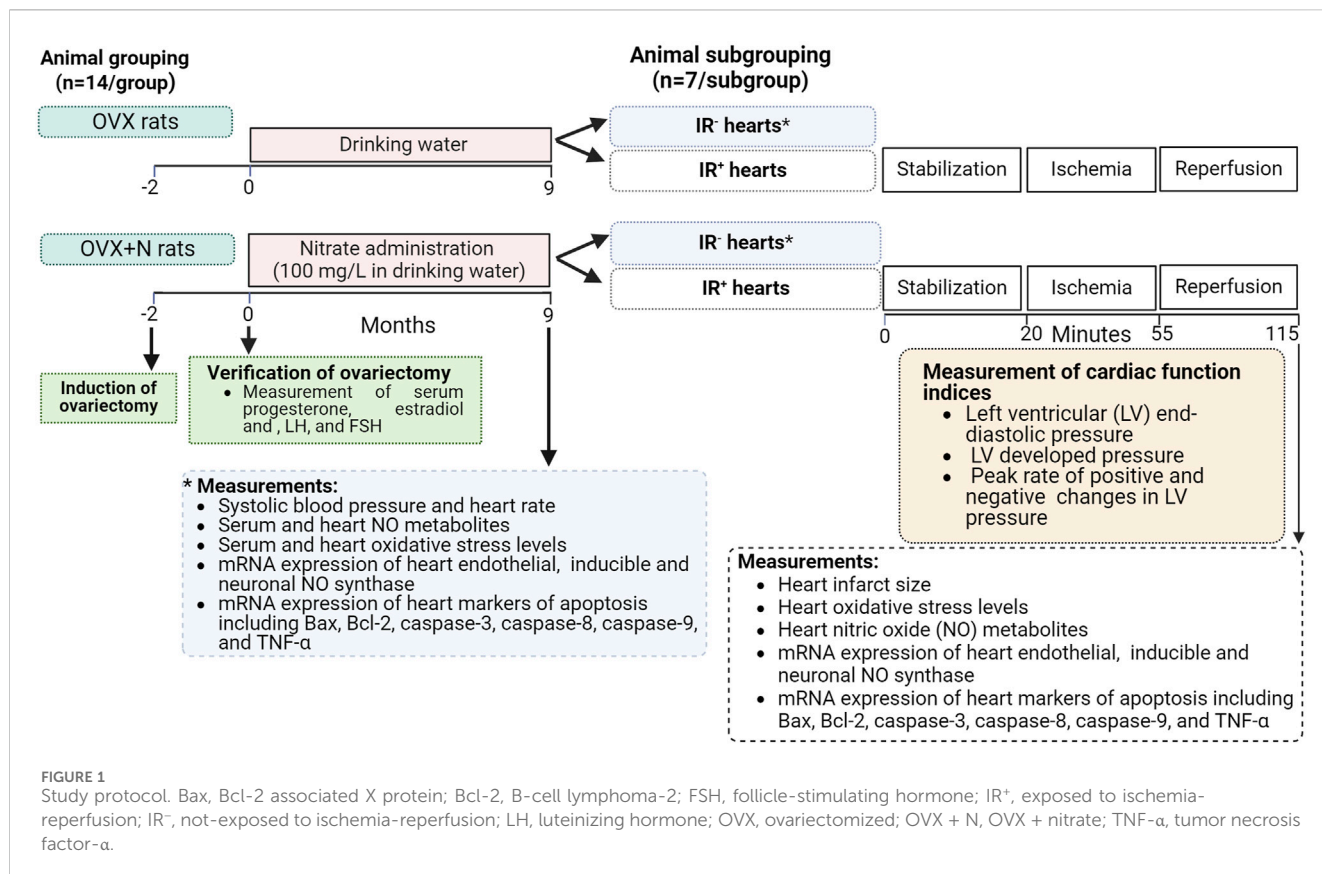 Animal grouping
(n=14/group)
Animal subgrouping
(n=7/subgroup)
OVX rats
Drinking water
IR⁻ hearts*
IR⁺ hearts
Stabilization
Ischemia
Reperfusion
-2
0
9
OVX+N rats
Nitrate administration
(100 mg/L in drinking water)
IR⁻ hearts*
IR⁺ hearts
Stabilization
Ischemia
Reperfusion
-2
0
Months
9
0
20
Minutes
55
115
Induction of
ovariectomy
Verification of ovariectomy
• Measurement of serum
progesterone, estradiol
and , LH, and FSH
Measurement of cardiac function
indices
• Left ventricular (LV) end-
diastolic pressure
• LV developed pressure
• Peak rate of positive and
negative changes in LV
pressure
* Measurements:
• Systolic blood pressure and heart rate
• Serum and heart NO metabolites
• Serum and heart oxidative stress levels
• mRNA expression of heart endothelial, inducible and
neuronal NO synthase
• mRNA expression of heart markers of apoptosis
including Bax, Bcl-2, caspase-3, caspase-8, caspase-9,
and TNF-α
Measurements:
• Heart infarct size
• Heart oxidative stress levels
• Heart nitric oxide (NO) metabolites
• mRNA expression of heart endothelial, inducible and
neuronal NO synthase
• mRNA expression of heart markers of apoptosis including
Bax, Bcl-2, caspase-3, caspase-8, caspase-9, and TNF-α
FIGURE 1
Study protocol. Bax, Bcl-2 associated X protein; Bcl-2, B-cell lymphoma-2; FSH, follicle-stimulating hormone; IR⁺, exposed to ischemia-
reperfusion; IR⁻, not-exposed to ischemia-reperfusion; LH, luteinizing hormone; OVX, ovariectomized; OVX + N, OVX + nitrate; TNF-α, tumor necrosis
factor-α.